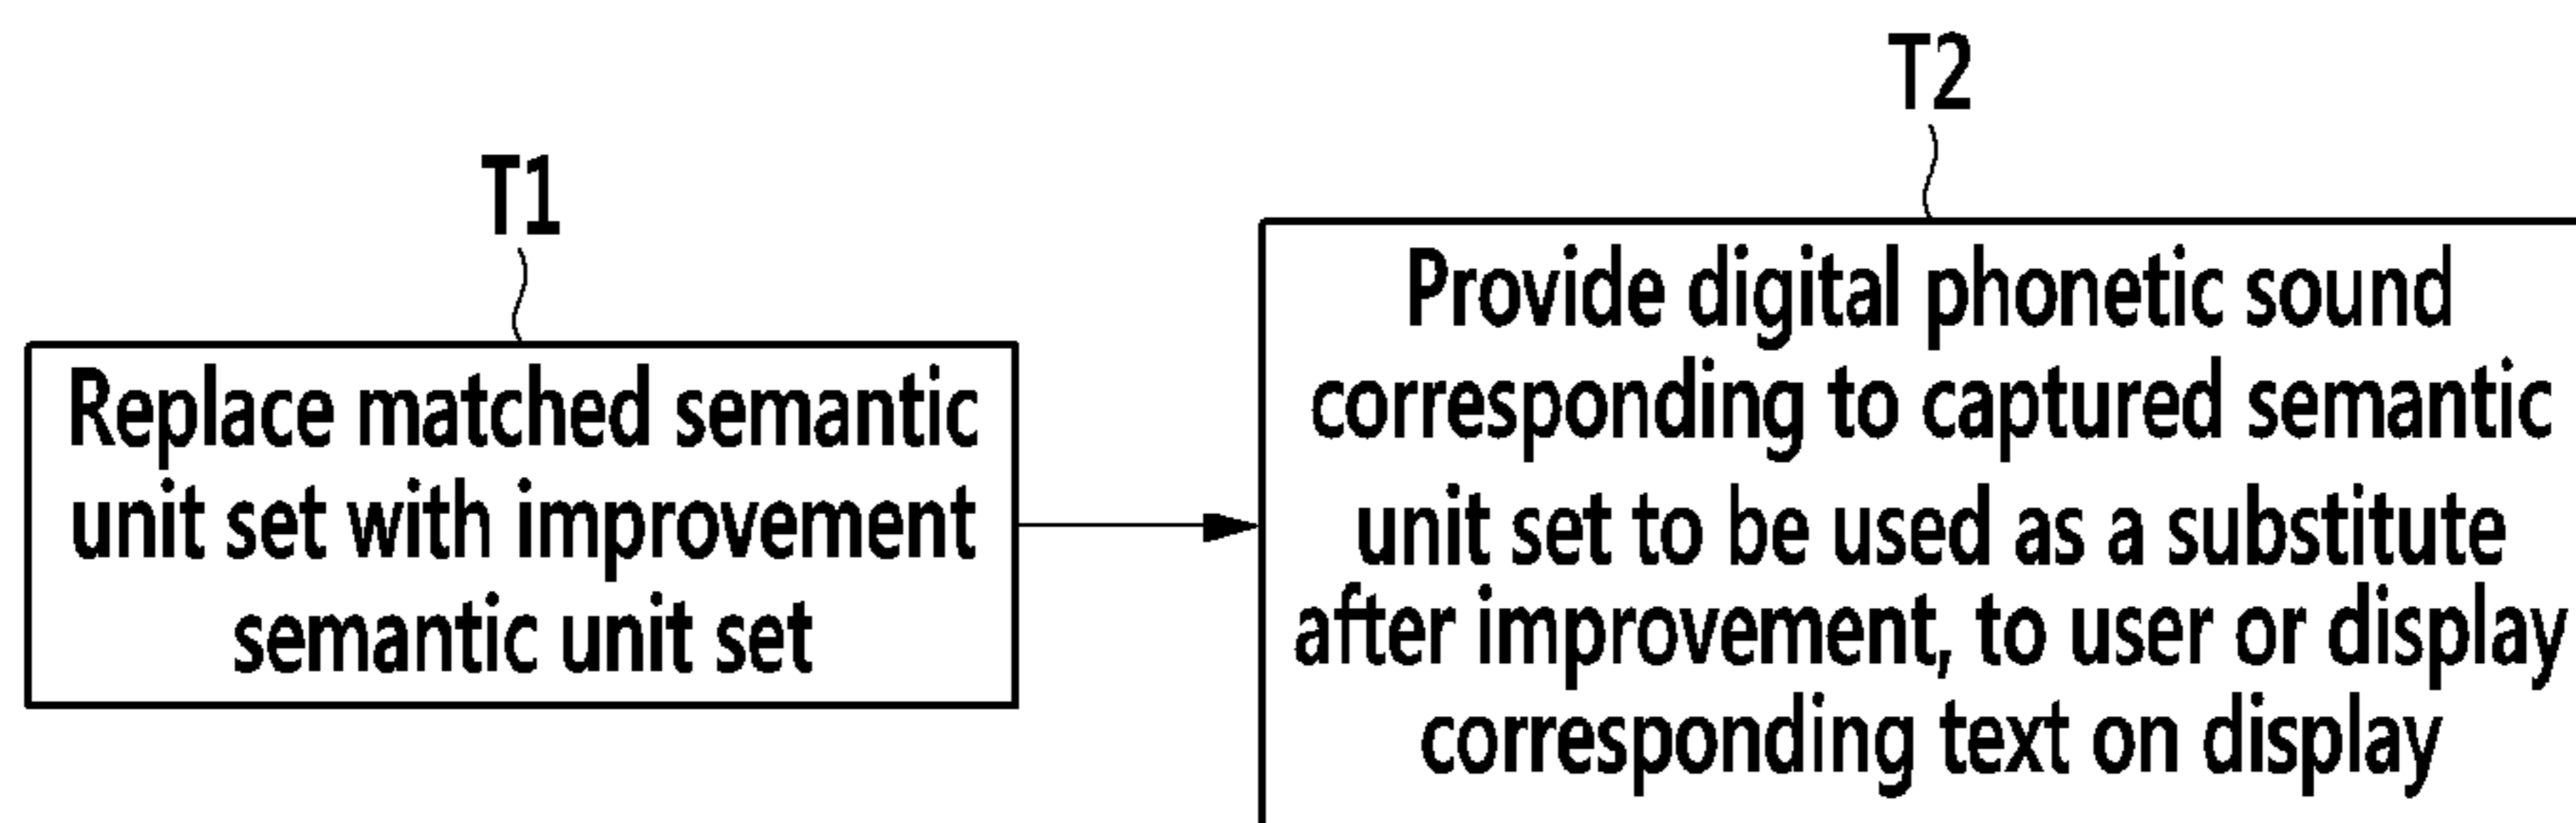 T1
Replace matched semantic
unit set with improvement
semantic unit set
T2
Provide digital phonetic sound
corresponding to captured semantic
unit set to be used as a substitute
after improvement, to user or display
corresponding text on display